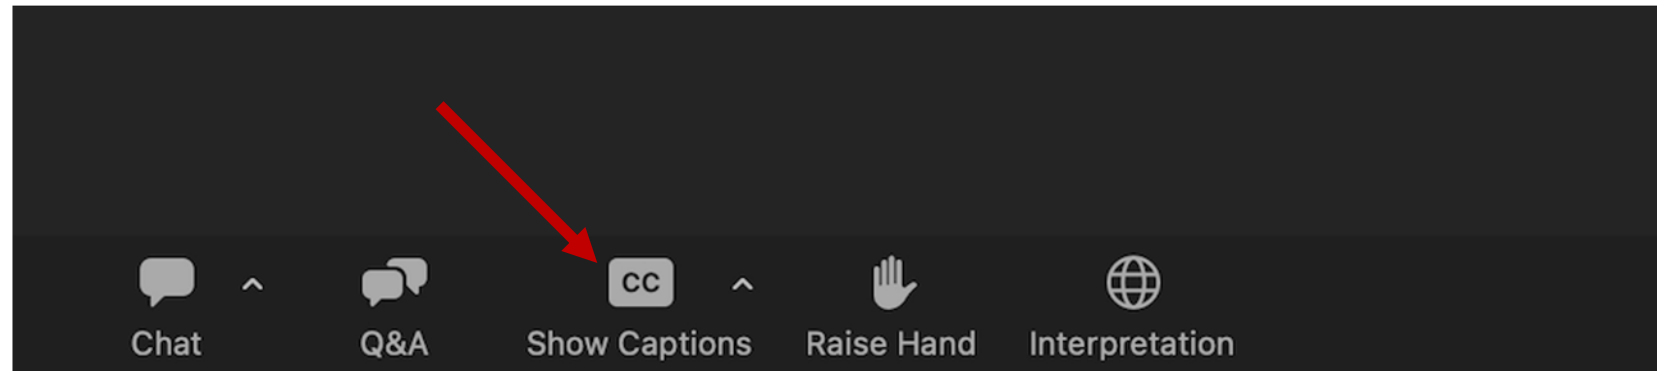 CC
Chat
Q&A
Show Captions
Raise Hand
Interpretation